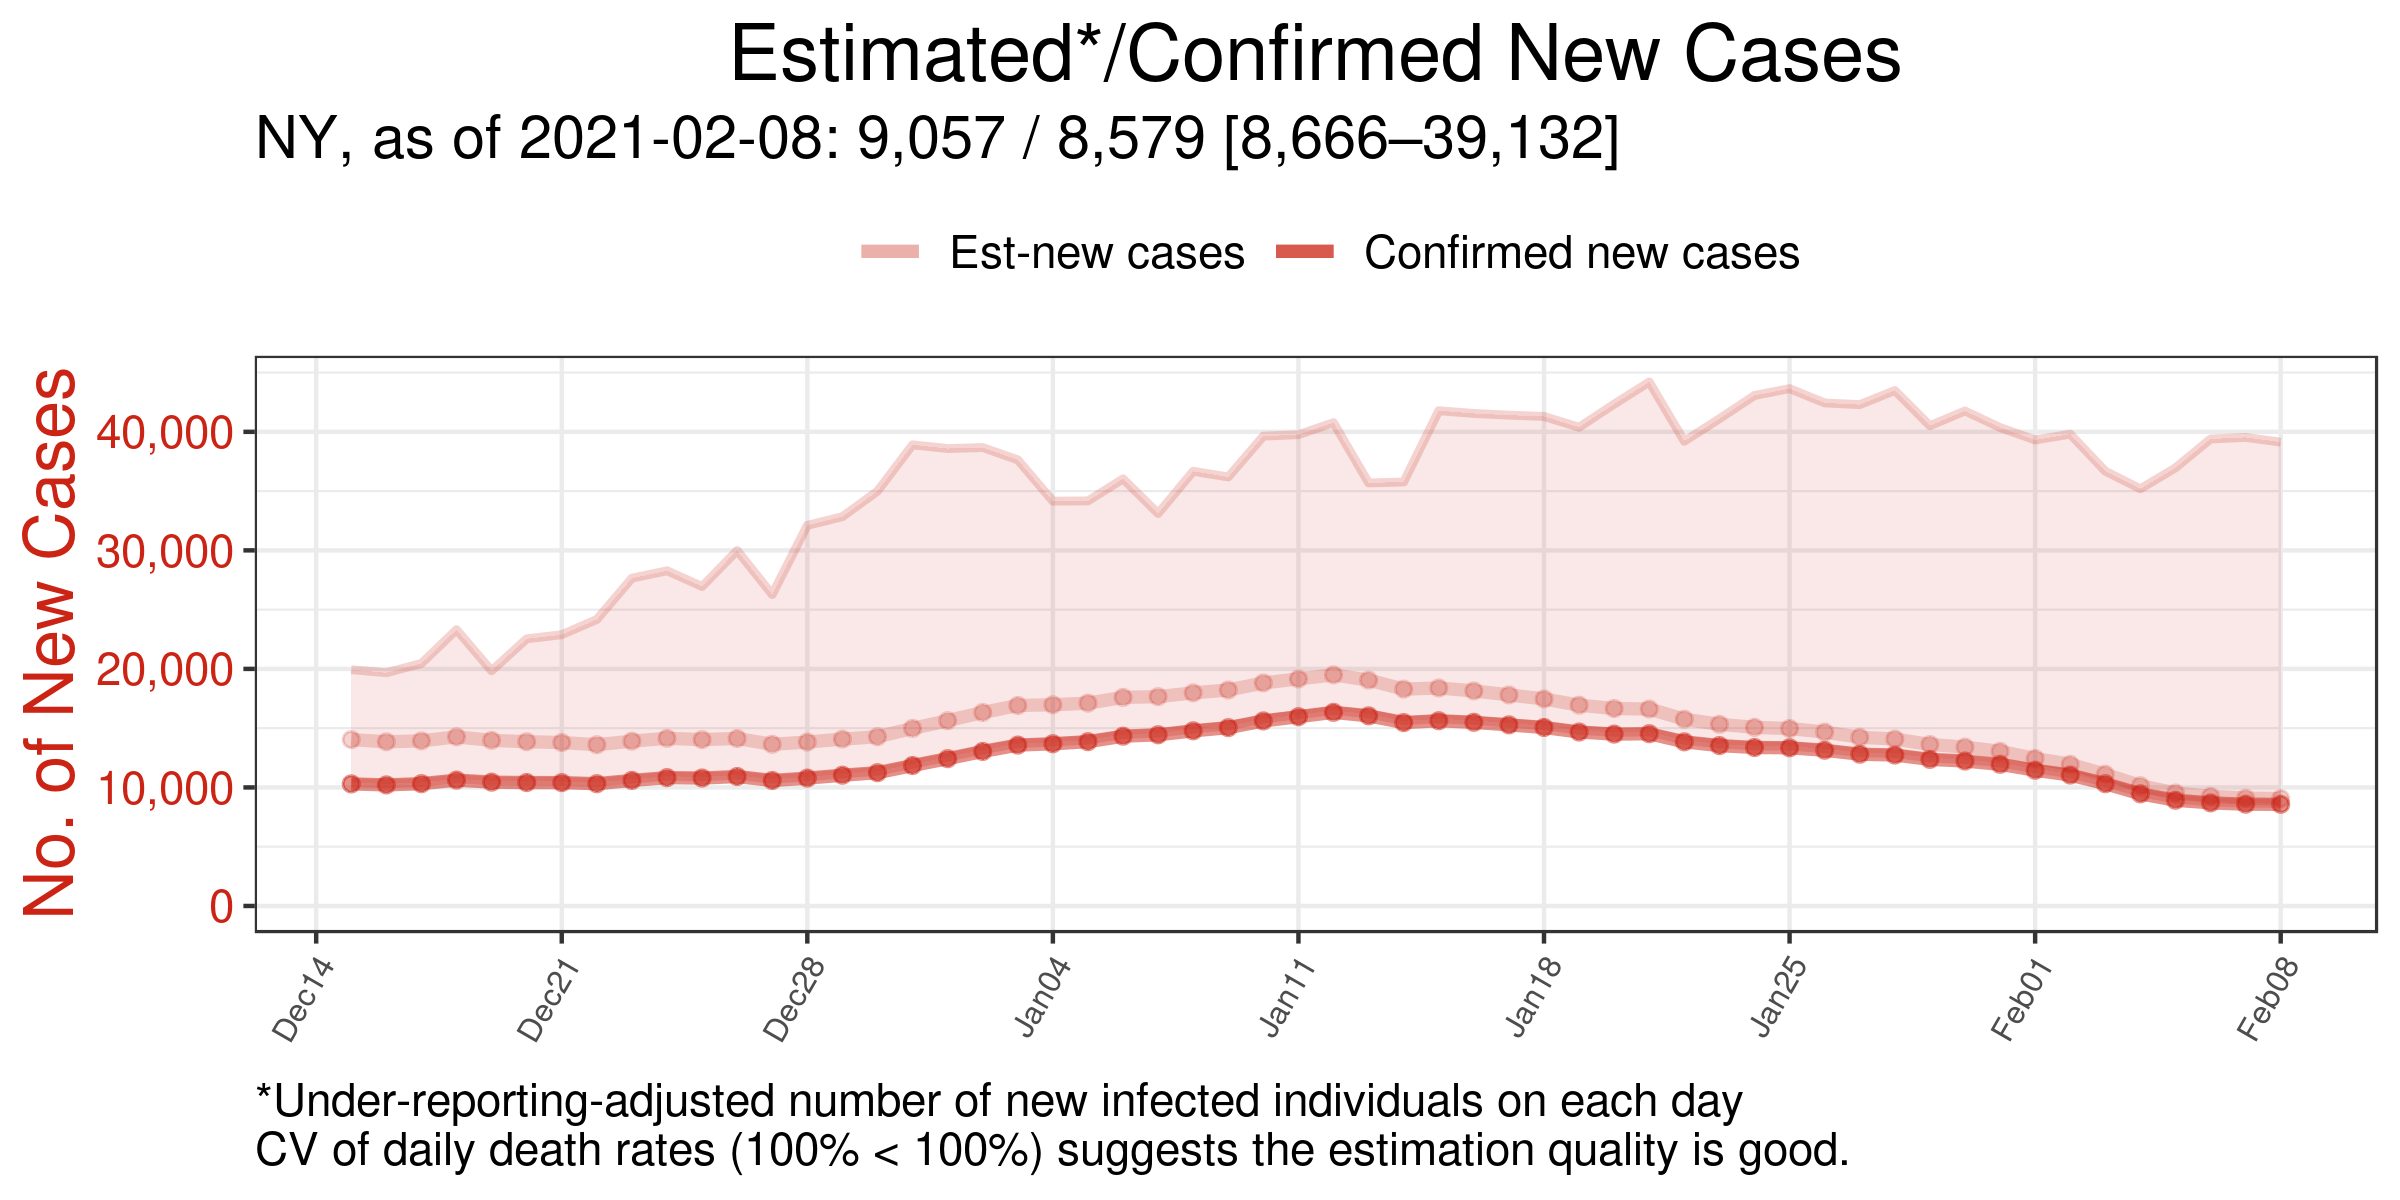 Estimated*/Confirmed New Cases
NY, as of 2021-02-08: 9,057 / 8,579 [8,666–39,132]
Est-new cases
Confirmed new cases
No. of New Cases
40,000
30,000
20,000
10,000
0
Dec14
Dec21
Dec28
Jan04
Jan11
Jan18
Jan25
Feb01
Feb08
*Under-reporting-adjusted number of new infected individuals on each day
CV of daily death rates (100% < 100%) suggests the estimation quality is good.